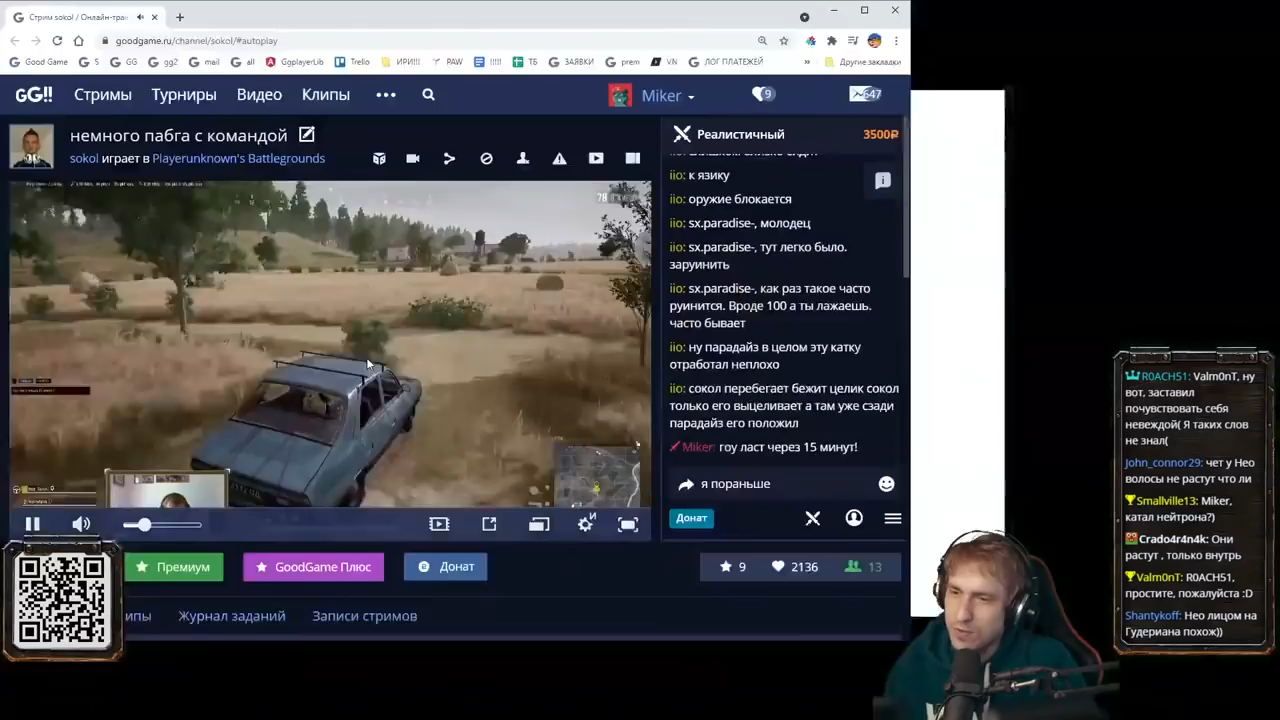 Стрим sokol / Онлайн-тра
goodgame.ru/channel/sokol/#autoplay
Good Game S GG gg2 mail all GgplayerLib Trello ИРИ!!! RAW !!!!! ТБ ЗАЯВКИ prem VN ЛОГ ПЛАТЕЖЕЙ » Другие закладки
GG!! Стримы Турниры Видео Клипы ••• Miker 9 647
немного пабга с командой
sokol играет в Playerunknown's Battlegrounds
78
Реалистичный 3500₽
iio: к язику
iio: оружие блокается
iio: sx.paradise-, молодец
iio: sx.paradise-, тут легко было.
заруинить
iio: sx.paradise-, как раз такое часто
руинится. Вроде 100 а ты лажаешь.
часто бывает
iio: ну парадайз в целом эту катку
отработал неплохо
iio: сокол перебегает бежит целик сокол
только его выцеливает а там уже сзади
парадайз его положил
Miker: гоу ласт через 15 минут!
я пораньше
Донат
Премиум GoodGame Плюс Донат 9 2136 13
ипы Журнал заданий Записи стримов
R0ACH51: Valm0nT, ну
вот, заставил
почувствовать себя
невеждой( Я таких слов
не знал(
John_connor29: чет у Нео
волосы не растут что ли
Smallville13: Miker,
катал нейтрона?)
Crado4r4n4k: Они
растут , только внутрь
Valm0nT: R0ACH51,
простите, пожалуйста :D
Shantykoff: Нео лицом на
Гудериана похож))